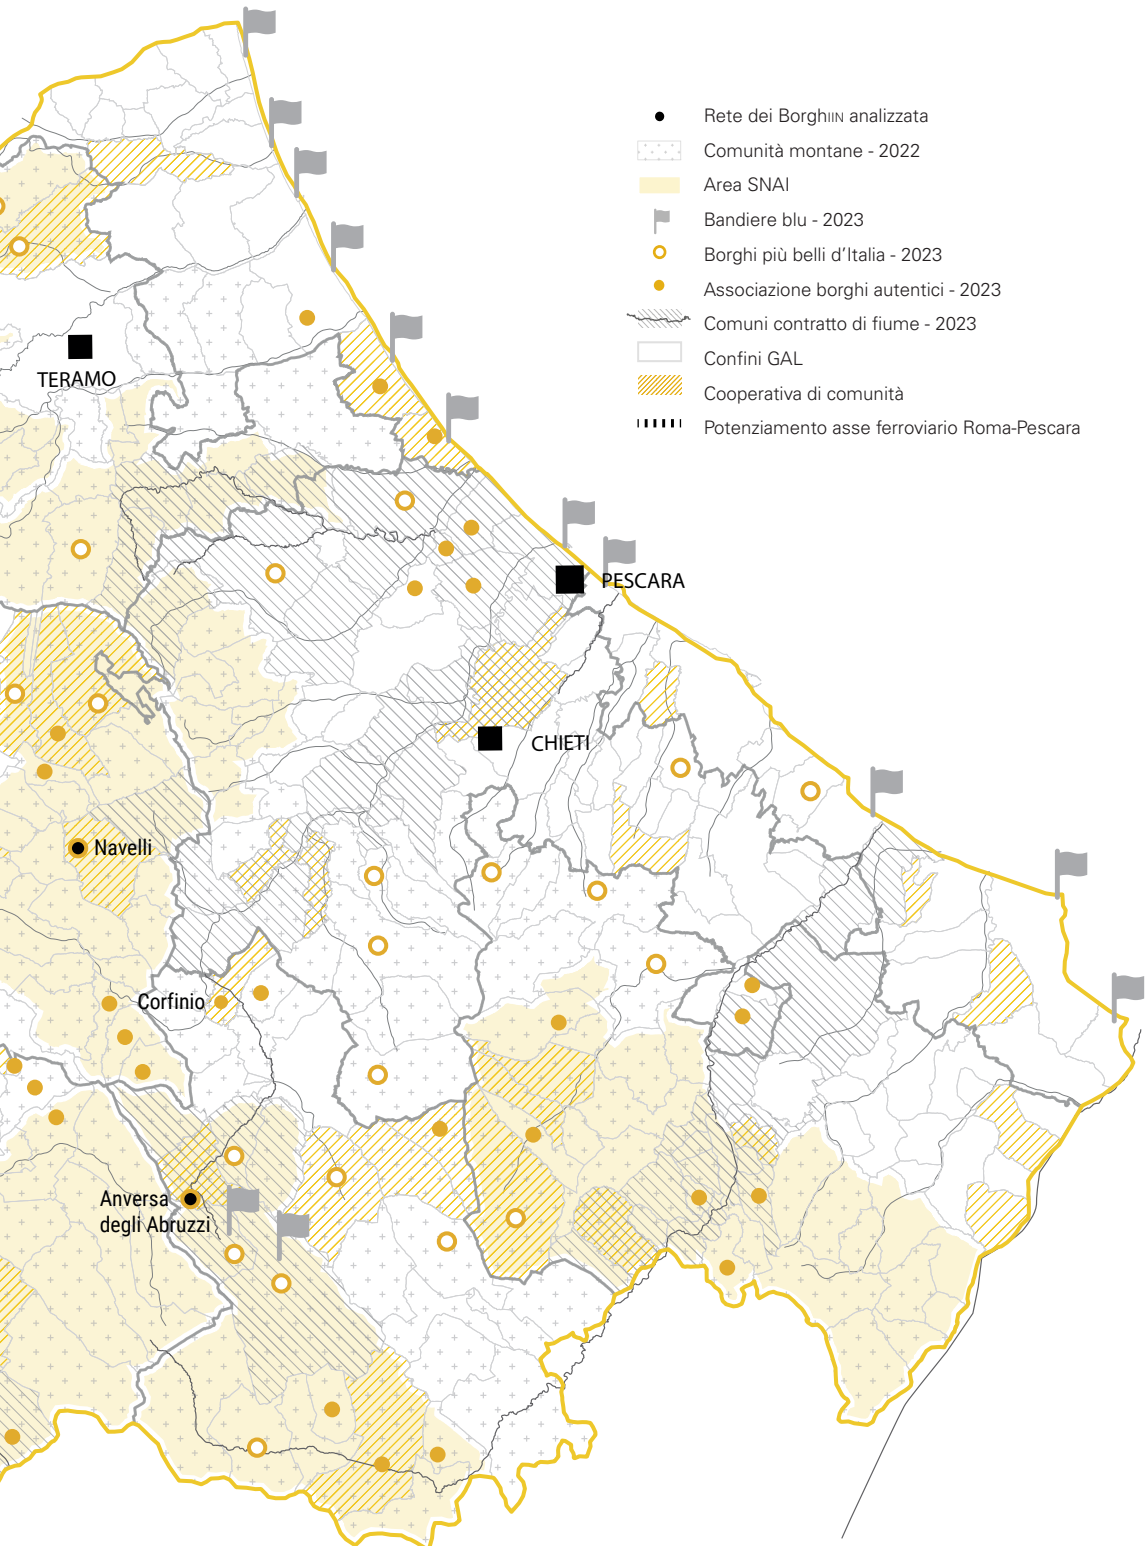 Rete dei BorghiIN analizzata
Comunità montane - 2022
Area SNAI
Bandiere blu - 2023
Borghi più belli d'Italia - 2023
Associazione borghi autentici - 2023
Comuni contratto di fiume - 2023
Confini GAL
Cooperativa di comunità
Potenziamento asse ferroviario Roma-Pescara
TERAMO
PESCARA
CHIETI
Navelli
Corfinio
Anversa
degli Abruzzi